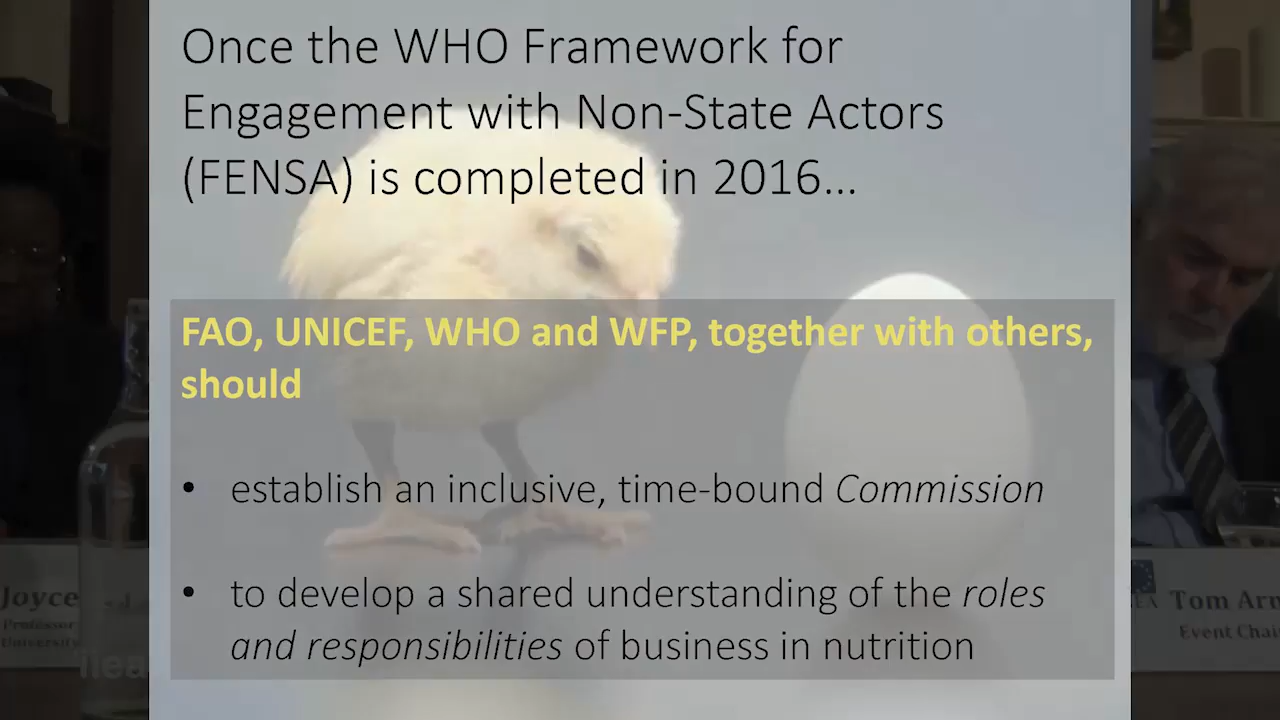 Once the WHO Framework for
Engagement with Non-State Actors
(FENSA) is completed in 2016...
FAO, UNICEF, WHO and WFP, together with others,
should
• establish an inclusive, time-bound Commission
• to develop a shared understanding of the roles
and responsibilities of business in nutrition
Joyce
Professor
University
Tom
Event